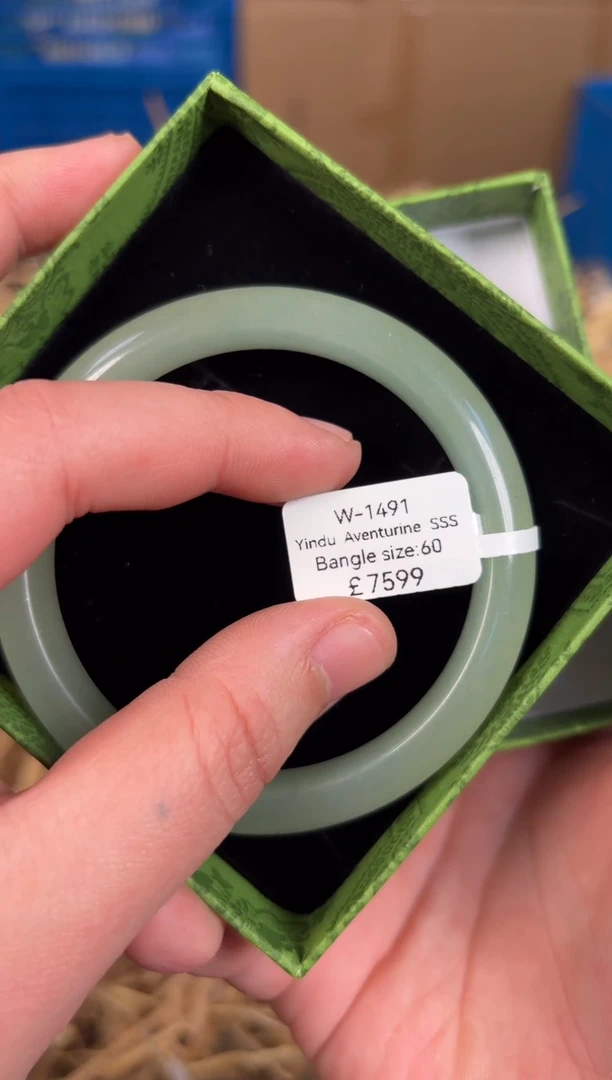 W-1491
Yindu Aventurine SSS
Bangle size:60
£7599